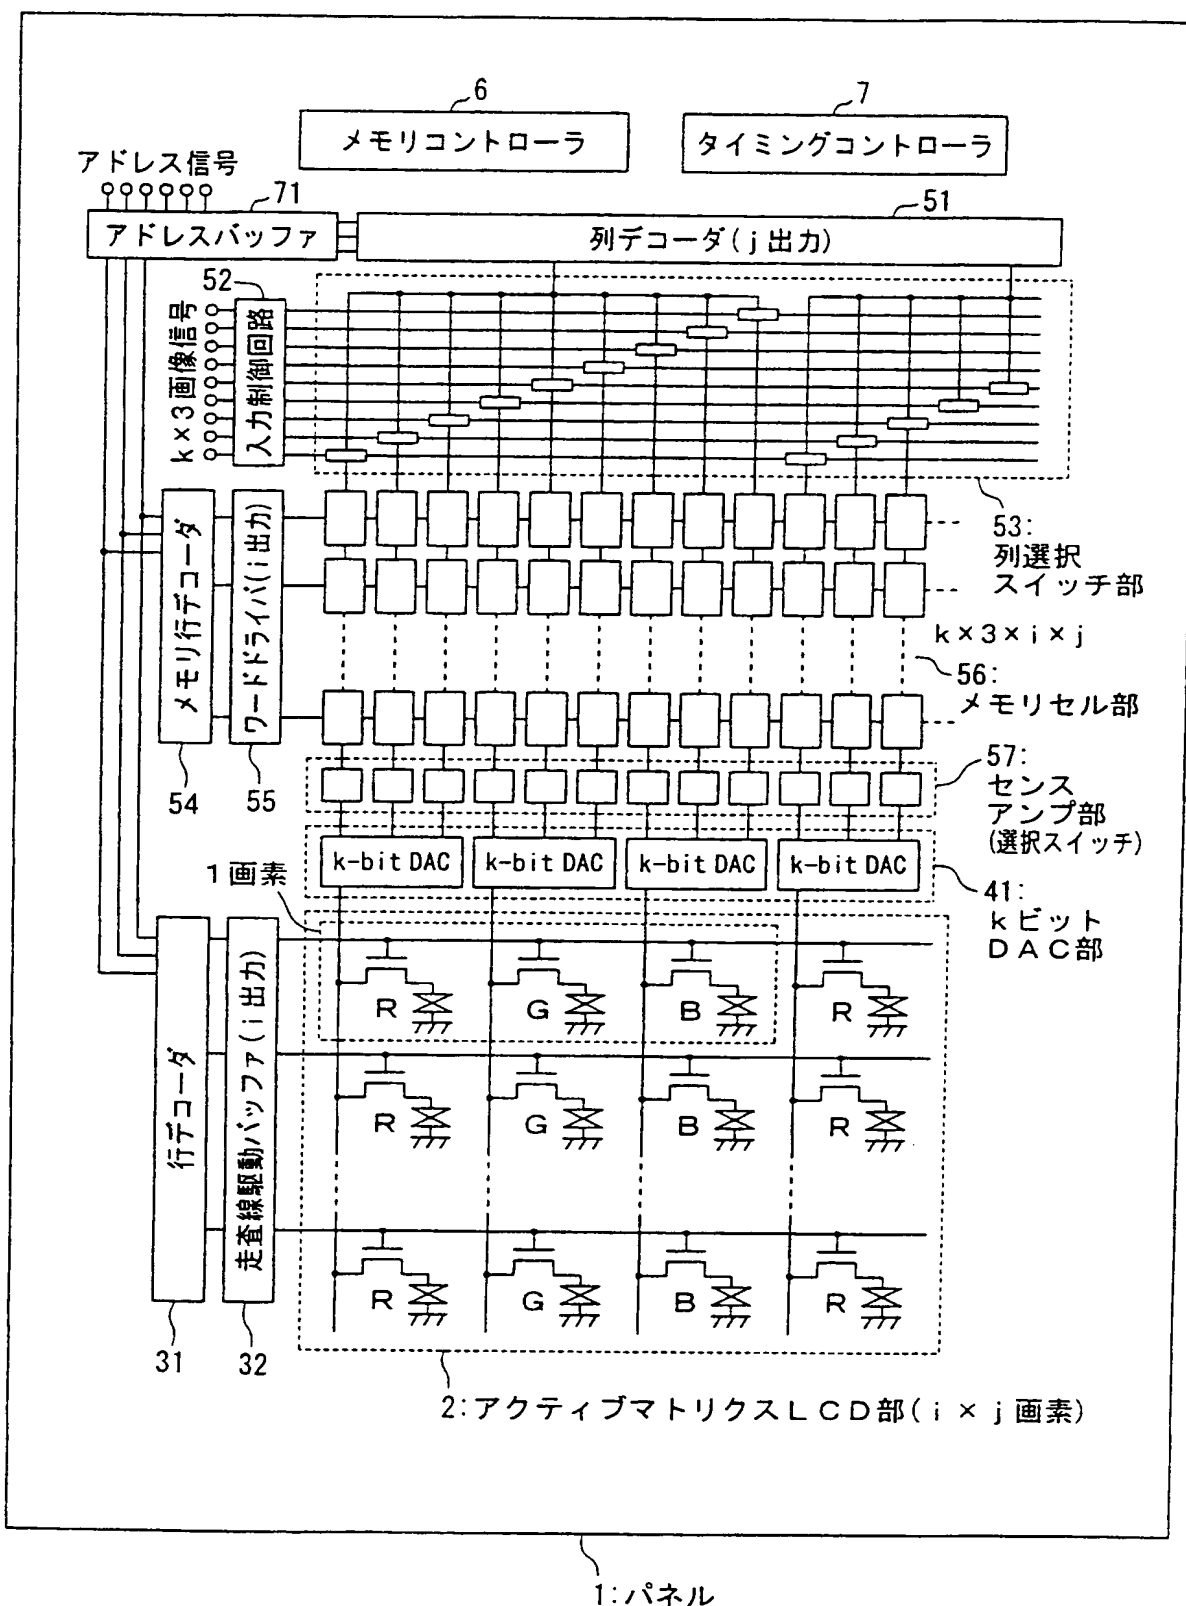 6
7
メモリコントローラ
タイミングコントローラ
アドレス信号
71
51
アドレスバッファ
列デコーダ(j出力)
52
k×3画像信号
入力制御回路
53:
列選択
スイッチ部
メモリ行デコーダ
ワードドライバ(i出力)
k×3×i×j
56:
メモリセル部
54
55
57:
センス
アンプ部
(選択スイッチ)
k-bit DAC
k-bit DAC
k-bit DAC
k-bit DAC
41:
kビット
DAC部
1画素
行デコーダ
走査線駆動バッファ(i出力)
R
G
B
R
R
G
B
R
R
G
B
R
31
32
2:アクティブマトリクスLCD部(i×j画素)
1:パネル